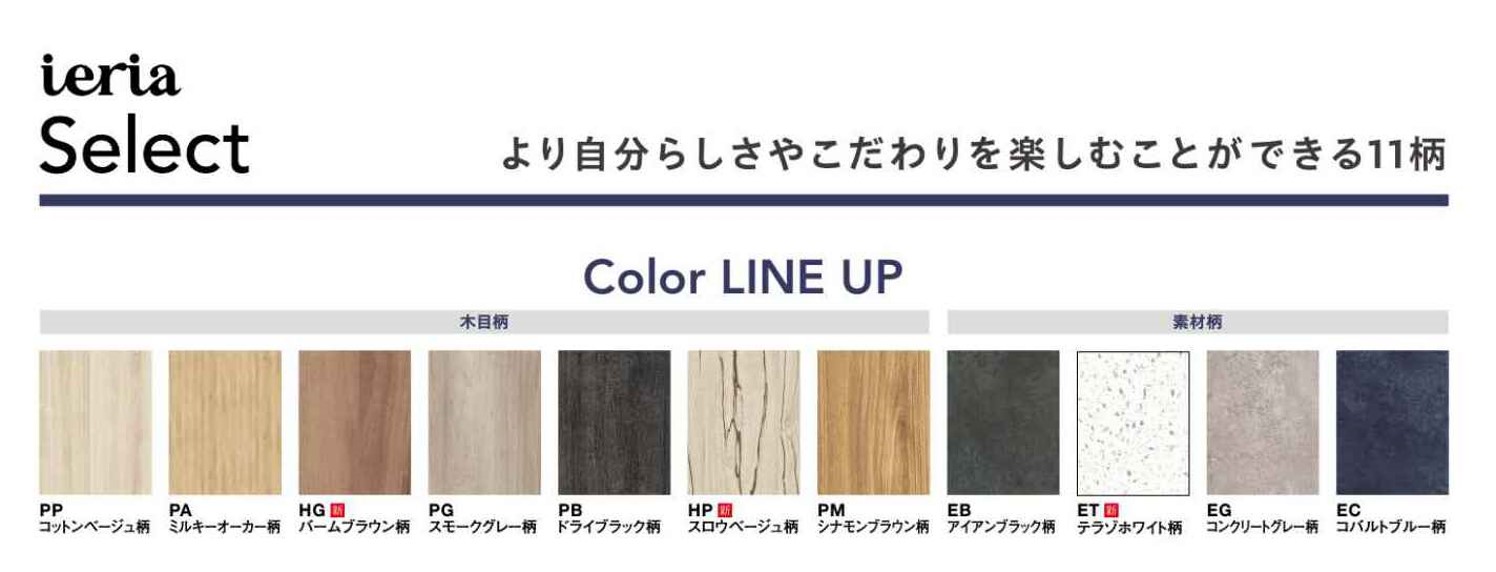 ieria
Select
より自分らしさやこだわりを楽しむことができる11柄
Color LINE UP
木目柄
素材柄
PP
コットンベージュ柄
PA
ミルキーオーカー柄
HG 新
バームブラウン柄
PG
スモークグレー柄
PB
ドライブラック柄
HP 新
スロウベージュ柄
PM
シナモンブラウン柄
EB
アイアンブラック柄
ET 新
テラゾホワイト柄
EG
コンクリートグレー柄
EC
コバルトブルー柄